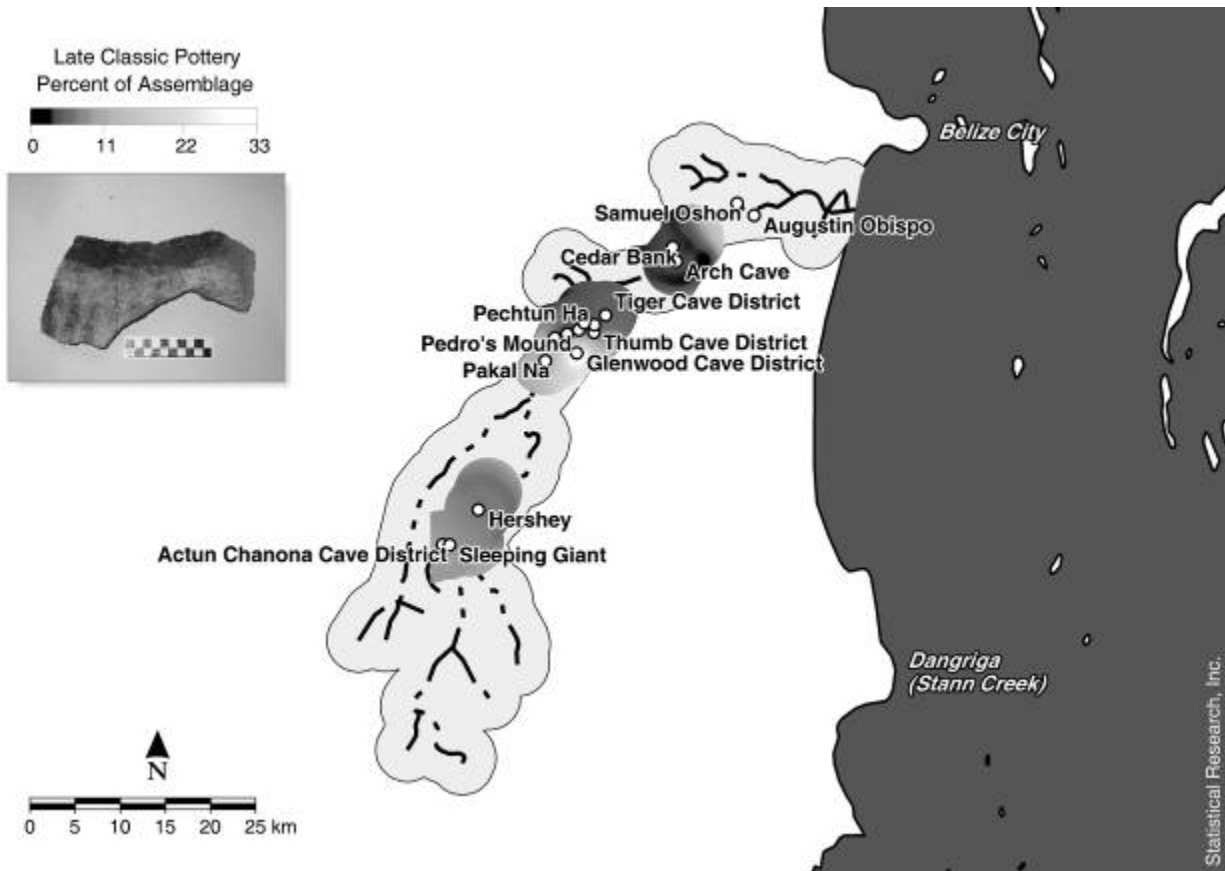 Late Classic Pottery
Percent of Assemblage
0 11 22 33
Belize City
Samuel Oshon
Augustin Obispo
Cedar Bank
Arch Cave
Tiger Cave District
Pechtun Ha
Pedro's Mound
Thumb Cave District
Glenwood Cave District
Pakal Na
Hershey
Actun Chanona Cave District
Sleeping Giant
Dangriga
(Stann Creek)
N
0 5 10 15 20 25 km
Statistical Research, Inc.